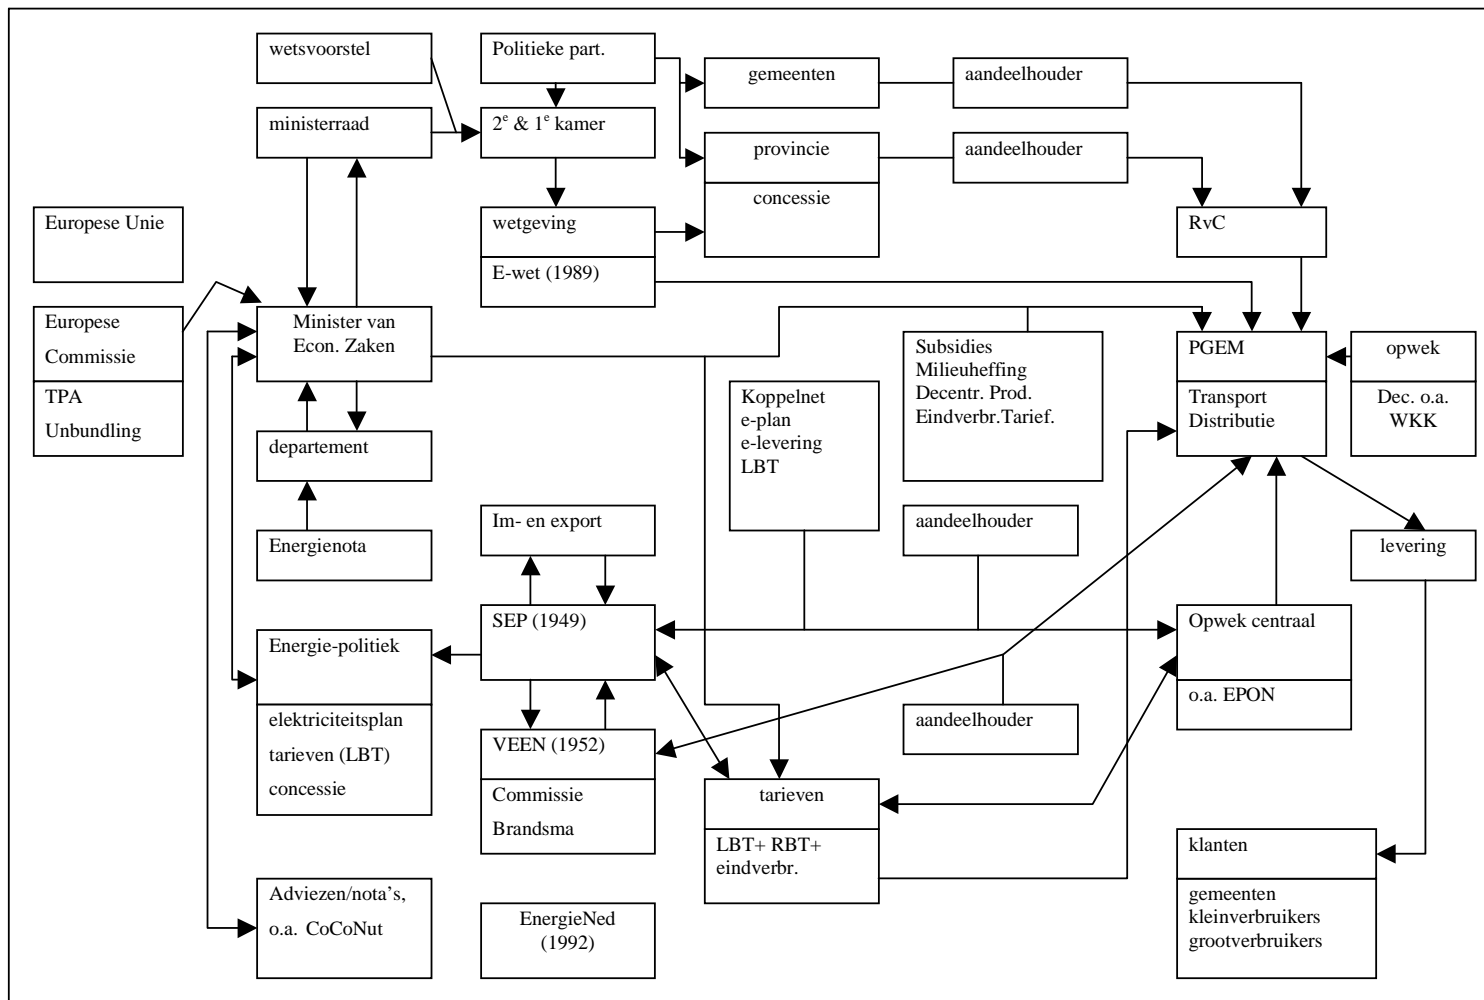 wetsvoorstel
Politieke part.
gemeenten
aandeelhouder
ministerraad
2e & 1e kamer
provincie
aandeelhouder
concessie
Europese Unie
wetgeving
RvC
E-wet (1989)
Europese
Commissie
TPA
Unbundling
Minister van
Econ. Zaken
Subsidies
Milieuheffing
Decentr. Prod.
Eindverbr.Tarief.
PGEM
Transport
Distributie
opwek
Dec. o.a.
WKK
Koppelnet
e-plan
e-levering
LBT
departement
Energienota
Im- en export
aandeelhouder
levering
SEP (1949)
Opwek centraal
o.a. EPON
Energie-politiek
elektriciteitsplan
tarieven (LBT)
concessie
VEEN (1952)
Commissie
Brandsma
aandeelhouder
tarieven
LBT+ RBT+
eindverbr.
klanten
gemeenten
kleinverbruikers
grootverbruikers
Adviezen/nota's,
o.a. CoCoNut
EnergieNed
(1992)